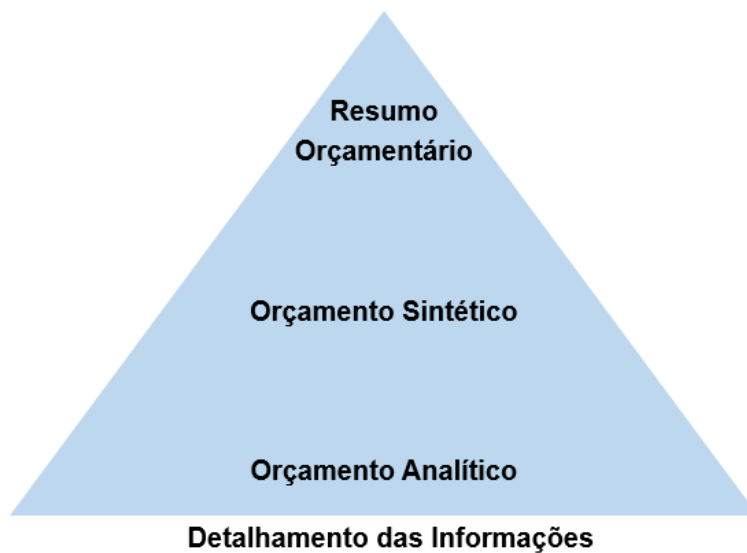 Resumo
Orçamentário
Orçamento Sintético
Orçamento Analítico
Detalhamento das Informações